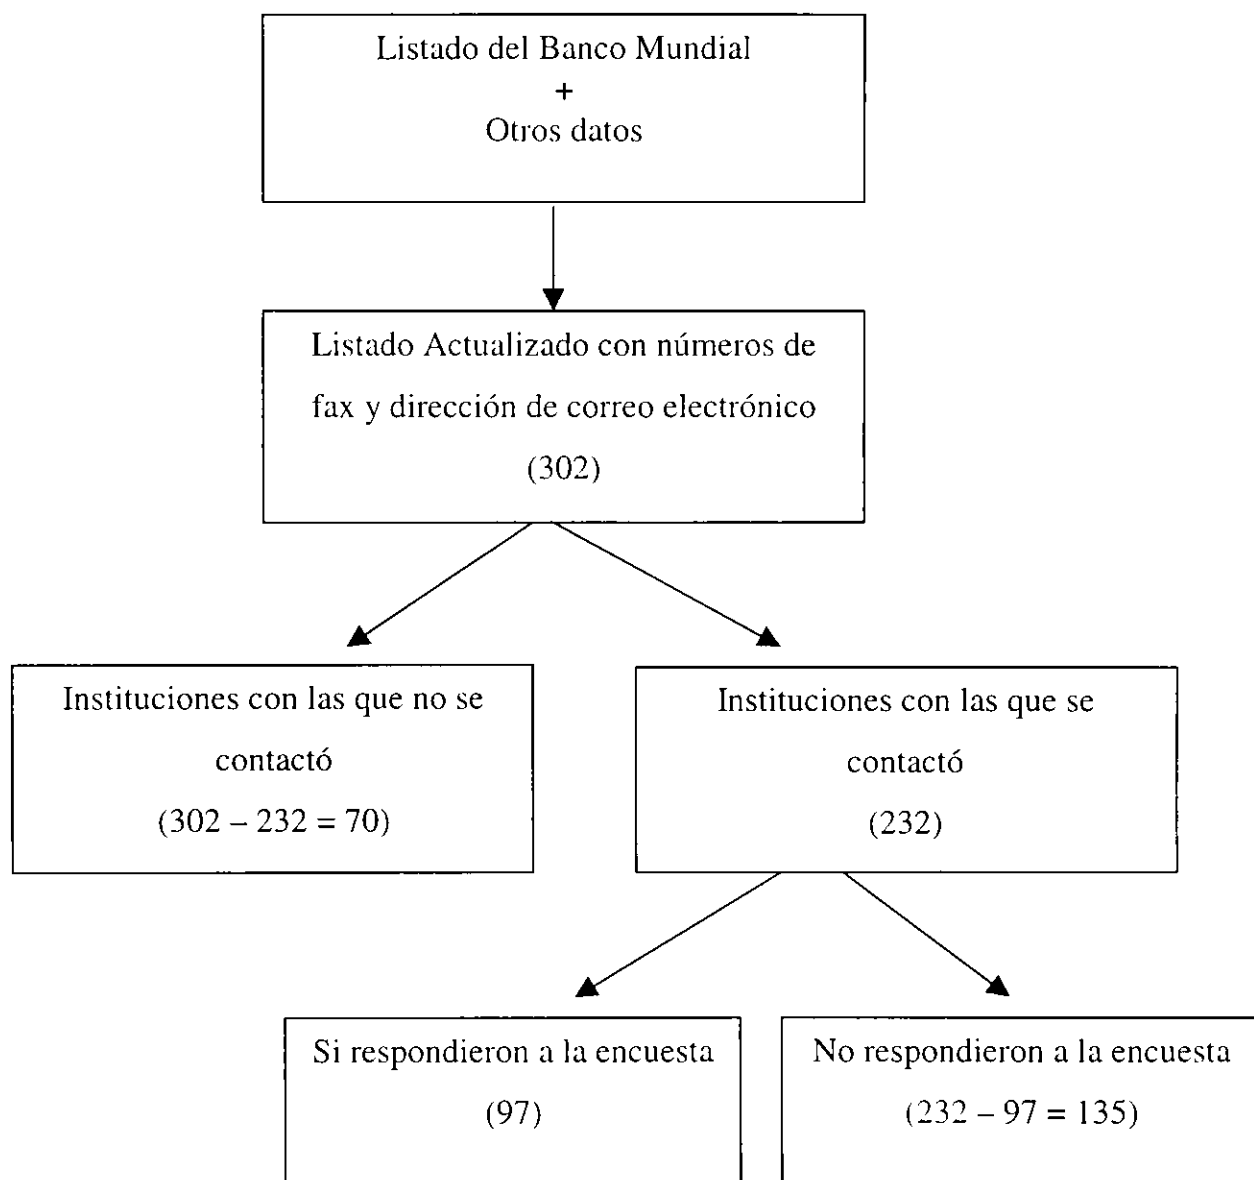 Listado del Banco Mundial
+
Otros datos
Listado Actualizado con números de
fax y dirección de correo electrónico
(302)
Instituciones con las que no se
contactó
(302 – 232 = 70)
Instituciones con las que se
contactó
(232)
Si respondieron a la encuesta
(97)
No respondieron a la encuesta
(232 – 97 = 135)